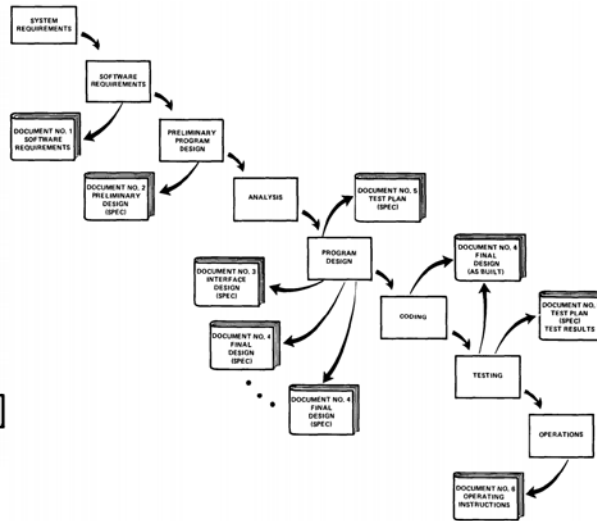 SYSTEM
REQUIREMENTS
SOFTWARE
REQUIREMENTS
DOCUMENT NO. 1
SOFTWARE
REQUIREMENTS
PRELIMINARY
PROGRAM
DESIGN
DOCUMENT NO. 2
PRELIMINARY
DESIGN
(SPEC)
ANALYSIS
DOCUMENT NO. 5
TEST PLAN
(SPEC)
PROGRAM
DESIGN
DOCUMENT NO. 3
INTERFACE
DESIGN
(SPEC)
DOCUMENT NO. 4
FINAL
DESIGN
(SPEC)
DOCUMENT NO. 4
FINAL
DESIGN
(SPEC)
CODING
DOCUMENT NO. 4
FINAL
DESIGN
(AS BUILT)
TESTING
DOCUMENT NO.
TEST PLAN
(SPEC)
TEST RESULTS
OPERATIONS
DOCUMENT NO. 6
OPERATING
INSTRUCTIONS